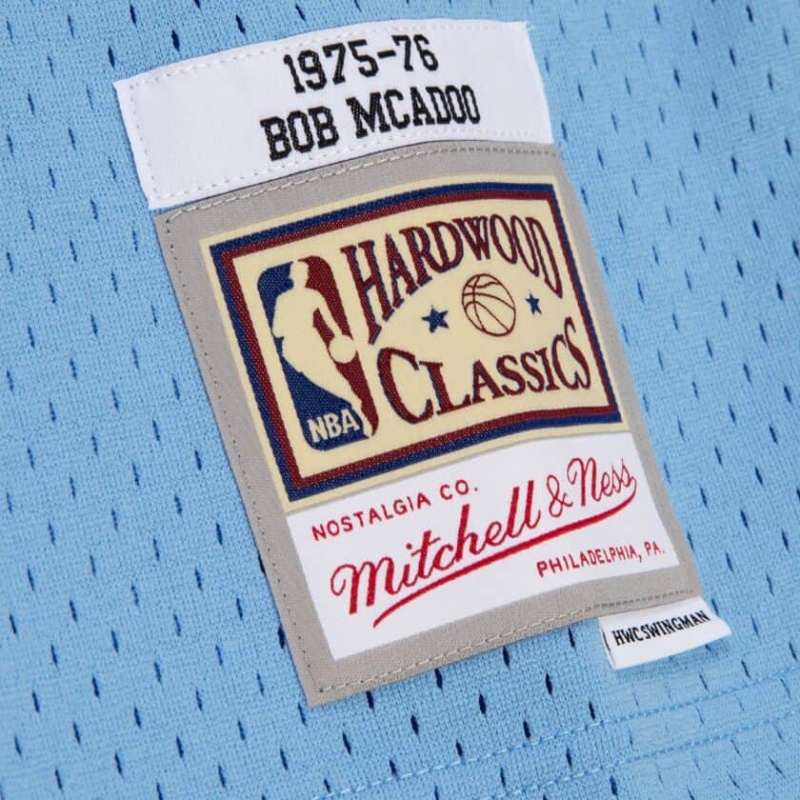 1975-76
BOB MCADOO
HARDWOOD
CLASSICS
NBA
NOSTALGIA CO.
Mitchell & Ness
PHILADELPHIA, PA.
HWCSWINGMAN